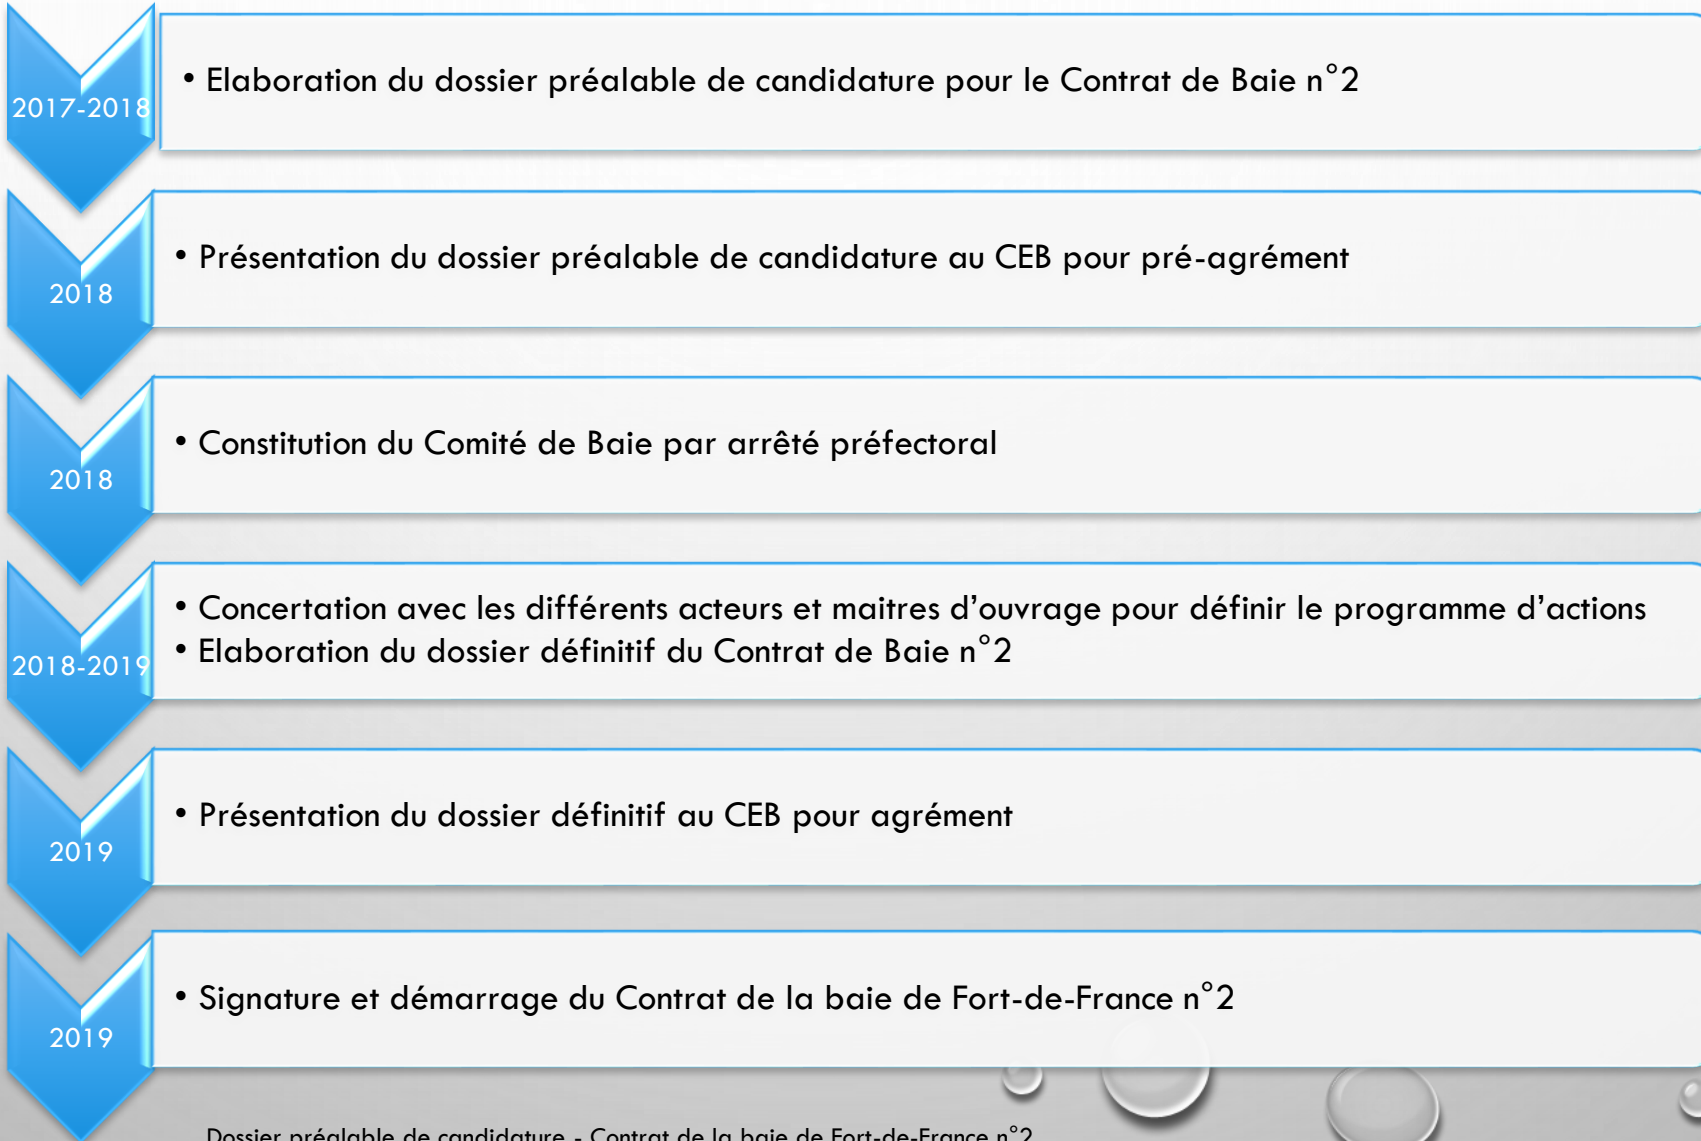 2017-2018
• Elaboration du dossier préalable de candidature pour le Contrat de Baie n°2
2018
• Présentation du dossier préalable de candidature au CEB pour pré-agrément
2018
• Constitution du Comité de Baie par arrêté préfectoral
2018-2019
• Concertation avec les différents acteurs et maitres d’ouvrage pour définir le programme d’actions
• Elaboration du dossier définitif du Contrat de Baie n°2
2019
• Présentation du dossier définitif au CEB pour agrément
2019
• Signature et démarrage du Contrat de la baie de Fort-de-France n°2
Dossier préalable de candidature - Contrat de la baie de Fort-de-France n°2